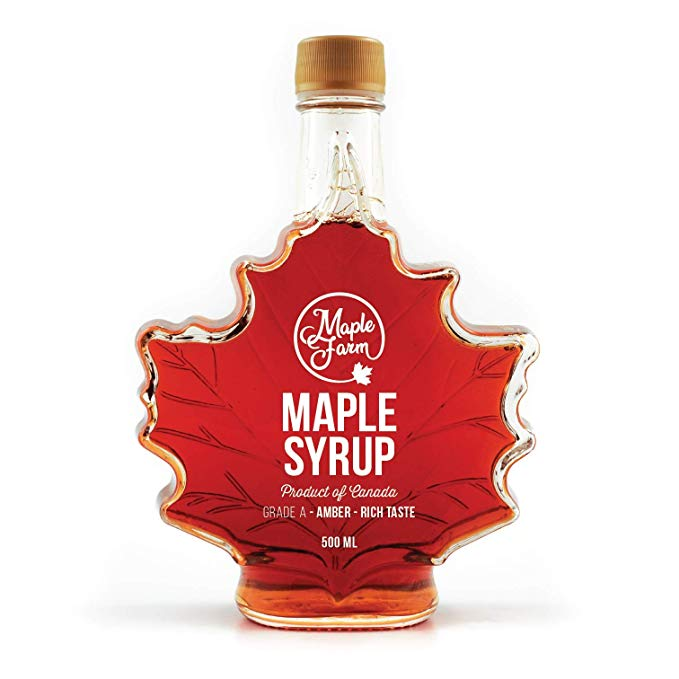 Maple
Farm
MAPLE
SYRUP
Product of Canada
GRADE A - AMBER - RICH TASTE
500 ML